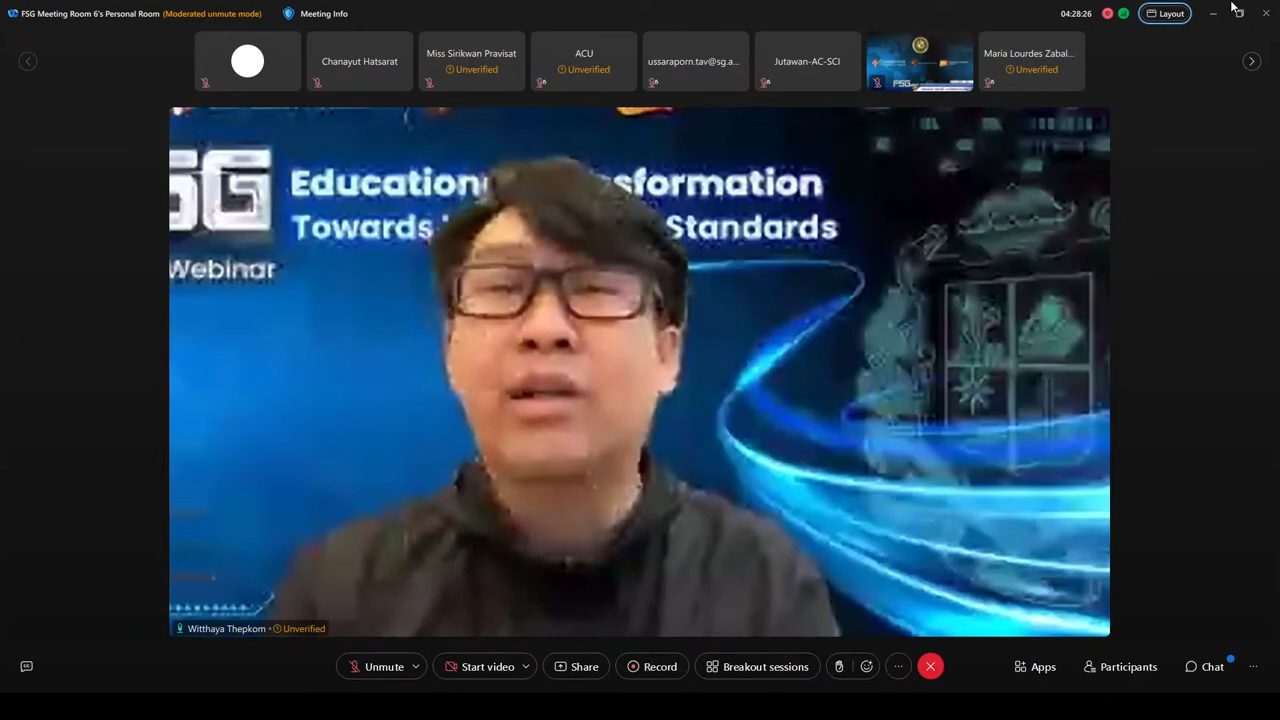 FSG Meeting Room 6's Personal Room (Moderated unmute mode)
Meeting Info
04:28:26
Layout
Chanayut Hatsarat
Miss Sirikwan Pravisat
Unverified
ACU
Unverified
ussaraporn.tav@sg.a...
Jutawan-AC-SCI
FSG
Maria Lourdes Zabal...
Unverified
SG
Education
sformation
Towards
Standards
Webinar
Witthaya Thepkom • Unverified
Unmute
Start video
Share
Record
Breakout sessions
Apps
Participants
Chat